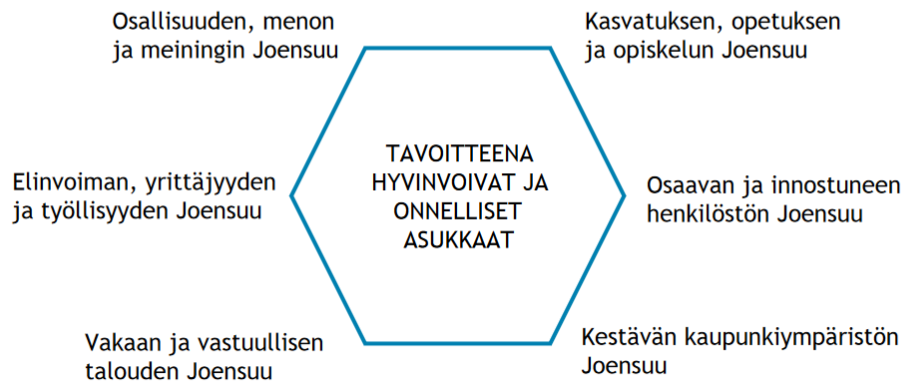 Osallisuuden, menon
ja meiningin Joensuu
Kasvatuksen, opetuksen
ja opiskelun Joensuu
TAVOITTEENA
HYVINVOIVAT JA
ONNELLISET
ASUKKAAT
Elinvoiman, yrittäjyyden
ja työllisyyden Joensuu
Osaavan ja innostuneen
henkilöstön Joensuu
Vakaan ja vastuullisen
talouden Joensuu
Kestävän kaupunkiympäristön
Joensuu